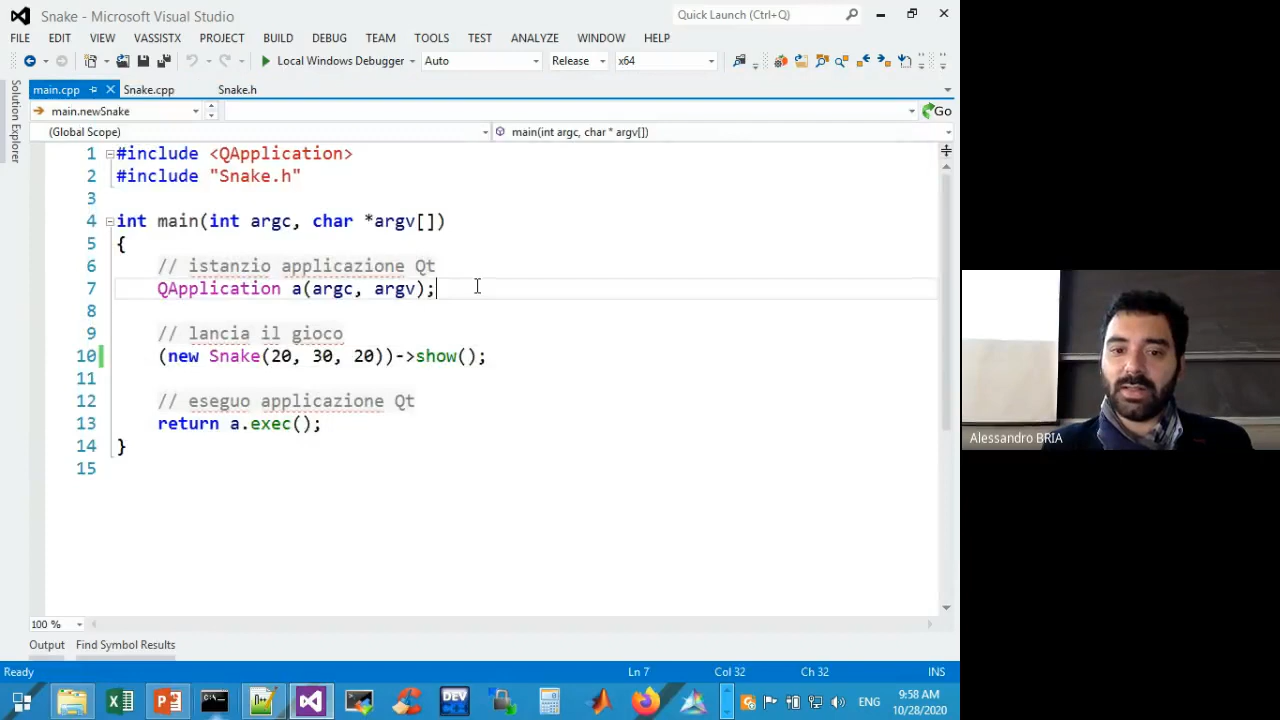 Snake - Microsoft Visual Studio
Quick Launch (Ctrl+Q)
FILE EDIT VIEW VASSISTX PROJECT BUILD DEBUG TEAM TOOLS TEST ANALYZE WINDOW HELP
Local Windows Debugger Auto Release x64
Solution Explorer
main.cpp Snake.cpp Snake.h
main.newSnake Go
(Global Scope) main(int argc, char * argv[])
1 #include <QApplication>
2 #include "Snake.h"
3
4 int main(int argc, char *argv[])
5 {
6 // istanzio applicazione Qt
7 QApplication a(argc, argv);
8
9 // lancia il gioco
10 (new Snake(20, 30, 20))->show();
11
12 // eseguo applicazione Qt
13 return a.exec();
14 }
15
Alessandro BRIA
100 %
Output Find Symbol Results
Ready Ln 7 Col 32 Ch 32 INS
DEV
ENG
9:58 AM
10/28/2020